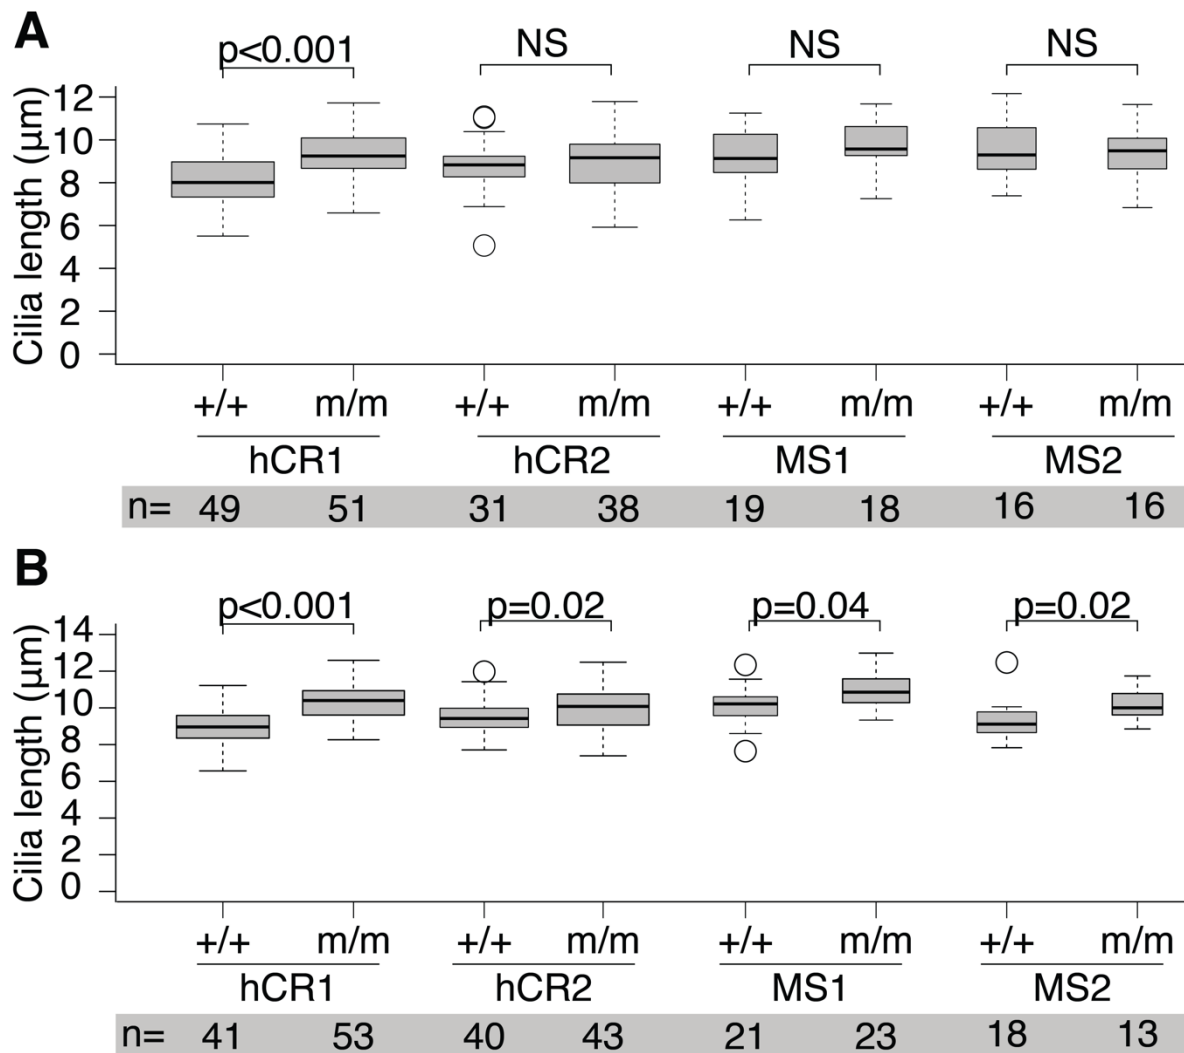 A
p<0.001 NS NS NS
Cilia length (µm)
12
10
8
6
4
2
0
+/+ m/m +/+ m/m +/+ m/m +/+ m/m
hCR1 hCR2 MS1 MS2
n= 49 51 31 38 19 18 16 16
B
p<0.001 p=0.02 p=0.04 p=0.02
Cilia length (µm)
14
12
10
8
6
4
2
0
+/+ m/m +/+ m/m +/+ m/m +/+ m/m
hCR1 hCR2 MS1 MS2
n= 41 53 40 43 21 23 18 13